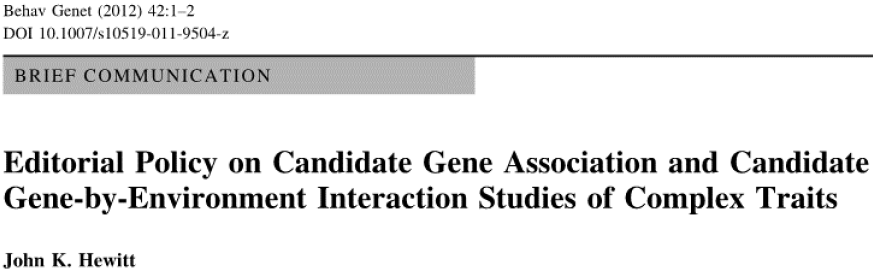 Behav Genet (2012) 42:1–2
DOI 10.1007/s10519-011-9504-z
BRIEF COMMUNICATION
Editorial Policy on Candidate Gene Association and Candidate
Gene-by-Environment Interaction Studies of Complex Traits
John K. Hewitt